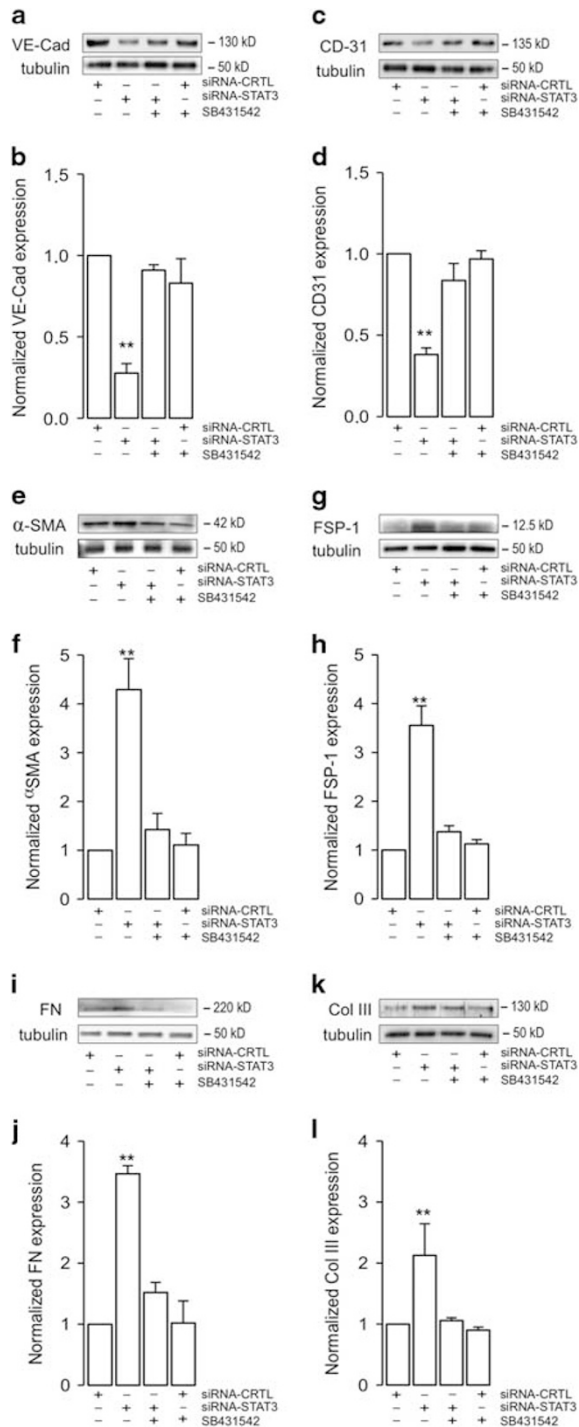 a
VE-Cad
– 130 kD
tubulin
– 50 kD
+ – – + siRNA-CRTL
– + + – siRNA-STAT3
– – + + SB431542
c
CD-31
– 135 kD
tubulin
– 50 kD
+ – – + siRNA-CRTL
– + + – siRNA-STAT3
– – + + SB431542
b
Normalized VE-Cad expression
1.5
1.0
0.5
0.0
**
+ – – + siRNA-CRTL
– + + – siRNA-STAT3
– – + + SB431542
d
Normalized CD31 expression
1.5
1.0
0.5
0.0
**
+ – – + siRNA-CRTL
– + + – siRNA-STAT3
– – + + SB431542
e
α-SMA
– 42 kD
tubulin
– 50 kD
+ – – + siRNA-CRTL
– + + – siRNA-STAT3
– – + + SB431542
g
FSP-1
– 12.5 kD
tubulin
– 50 kD
+ – – + siRNA-CRTL
– + + – siRNA-STAT3
– – + + SB431542
f
Normalized αSMA expression
5
4
3
2
1
0
**
+ – – + siRNA-CRTL
– + + – siRNA-STAT3
– – + + SB431542
h
Normalized FSP-1 expression
5
4
3
2
1
0
**
+ – – + siRNA-CRTL
– + + – siRNA-STAT3
– – + + SB431542
i
FN
– 220 kD
tubulin
– 50 kD
+ – – + siRNA-CRTL
– + + – siRNA-STAT3
– – + + SB431542
k
Col III
– 130 kD
tubulin
– 50 kD
+ – – + siRNA-CRTL
– + + – siRNA-STAT3
– – + + SB431542
j
Normalized FN expression
4
3
2
1
0
**
+ – – + siRNA-CRTL
– + + – siRNA-STAT3
– – + + SB431542
l
Normalized Col III expression
4
3
2
1
0
**
+ – – + siRNA-CRTL
– + + – siRNA-STAT3
– – + + SB431542